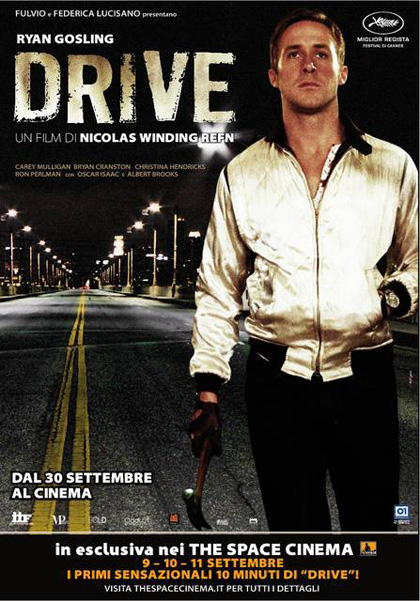 FULVIO e FEDERICA LUCISANO presentano
RYAN GOSLING
DRIVE
UN FILM DI NICOLAS WINDING REFN
MIGLIOR REGISTA
FESTIVAL DI CANNES
CAREY MULLIGAN BRYAN CRANSTON CHRISTINA HENDRICKS
RON PERLMAN CON OSCAR ISAAC E ALBERT BROOKS
DAL 30 SETTEMBRE
AL CINEMA
01
in esclusiva nei THE SPACE CINEMA
9 – 10 – 11 SETTEMBRE
I PRIMI SENSAZIONALI 10 MINUTI DI “DRIVE”!
VISITA THESPACECINEMA.IT PER TUTTI I DETTAGLI